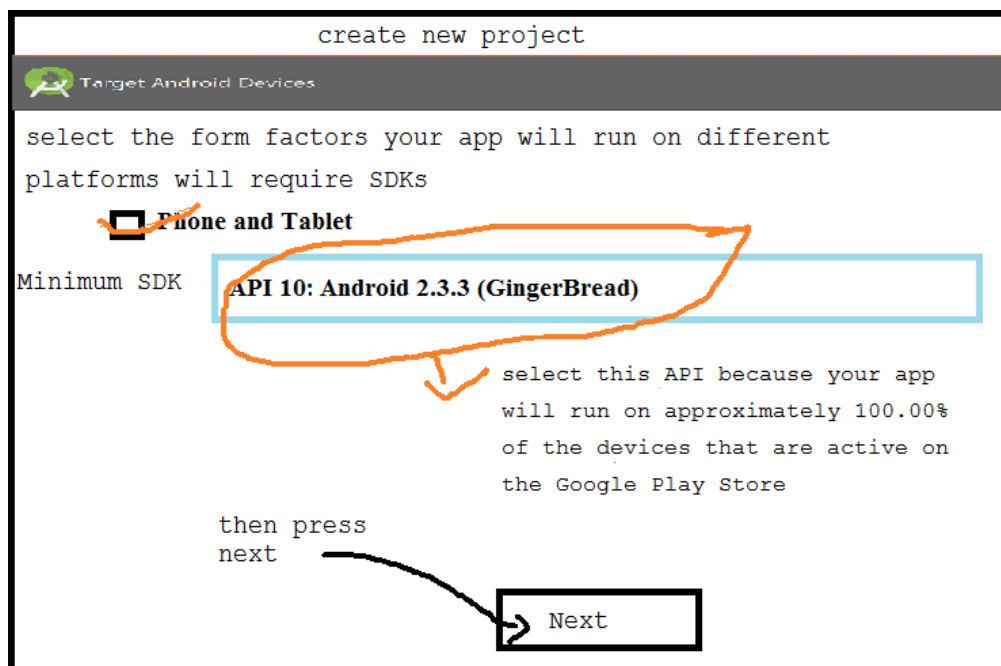 create new project
Target Android Devices
select the form factors your app will run on different
platforms will require SDKs
Phone and Tablet
Minimum SDK
API 10: Android 2.3.3 (GingerBread)
select this API because your app
will run on approximately 100.00%
of the devices that are active on
the Google Play Store
then press
next
Next